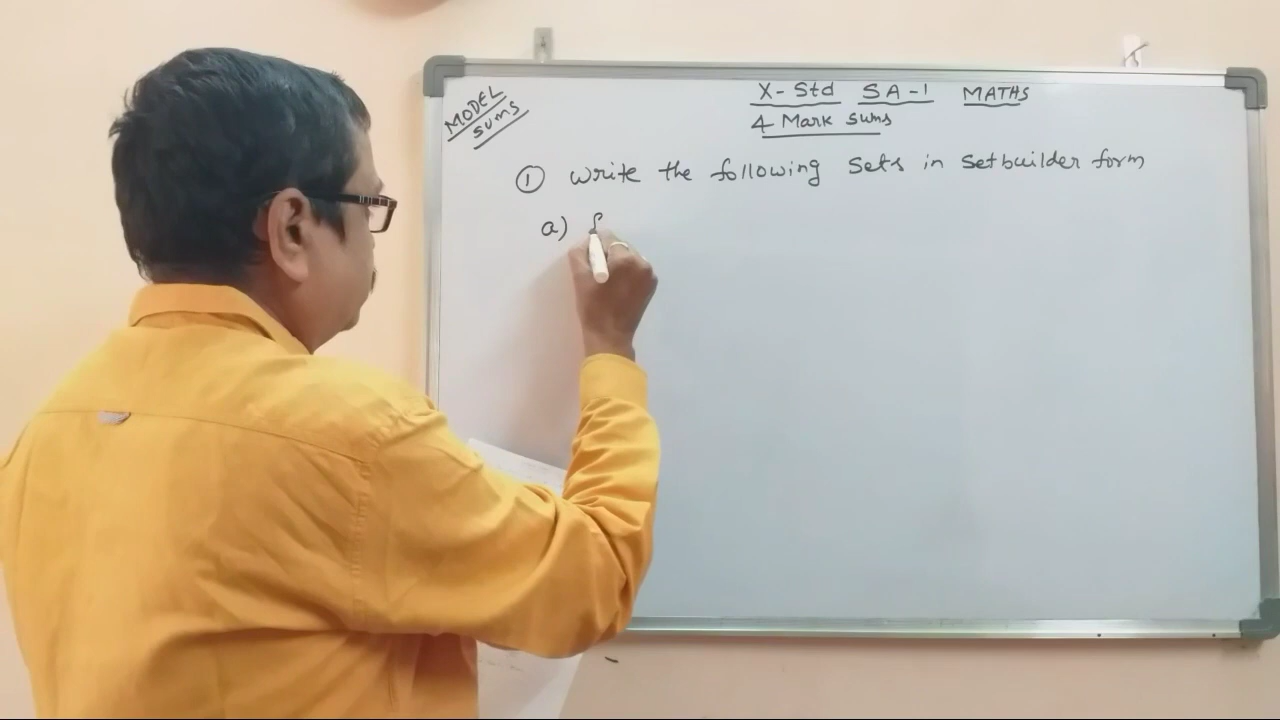 MODEL
SUMS
X- Std SA-1 MATHS
4 Mark sums
① Write the following Sets in Setbuilder form
a) {